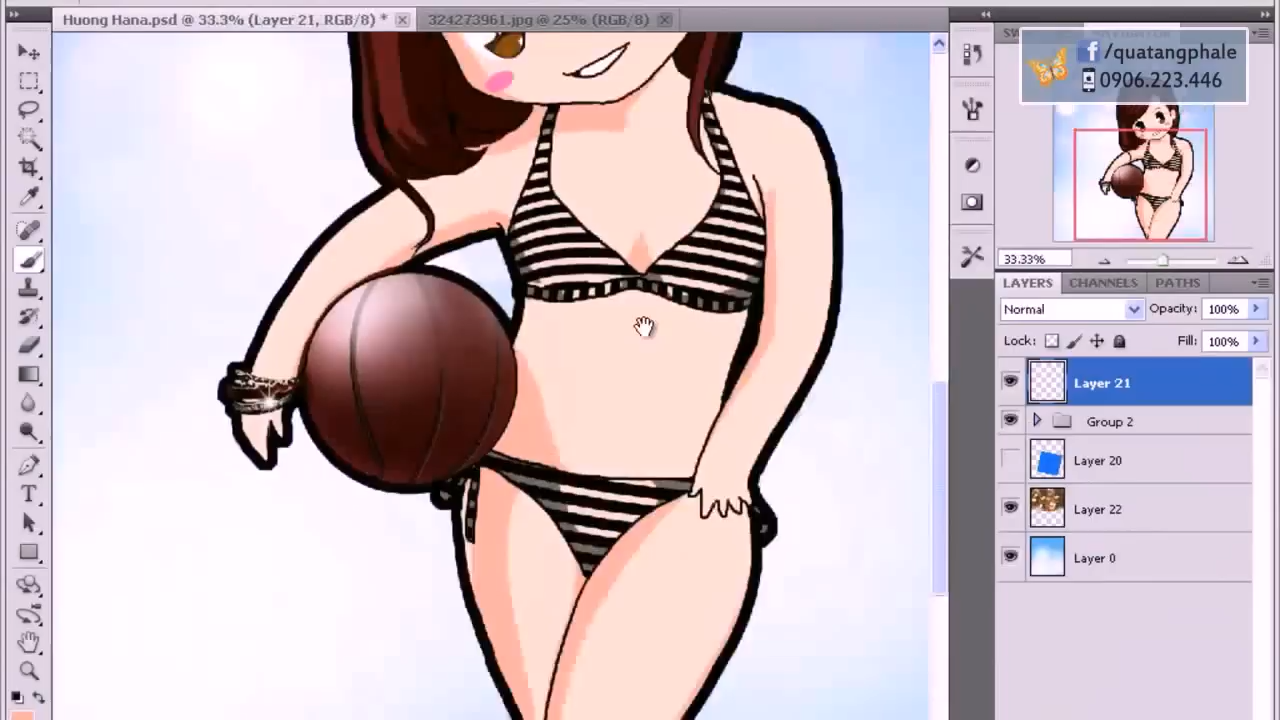 Huong Hana.psd @ 33.3% (Layer 21, RGB/8) *
324273961.jpg @ 25% (RGB/8)
/quatangphale
0906.223.446
33.33%
LAYERS
CHANNELS
PATHS
Normal
Opacity: 100%
Lock:
Fill: 100%
Layer 21
Group 2
Layer 20
Layer 22
Layer 0